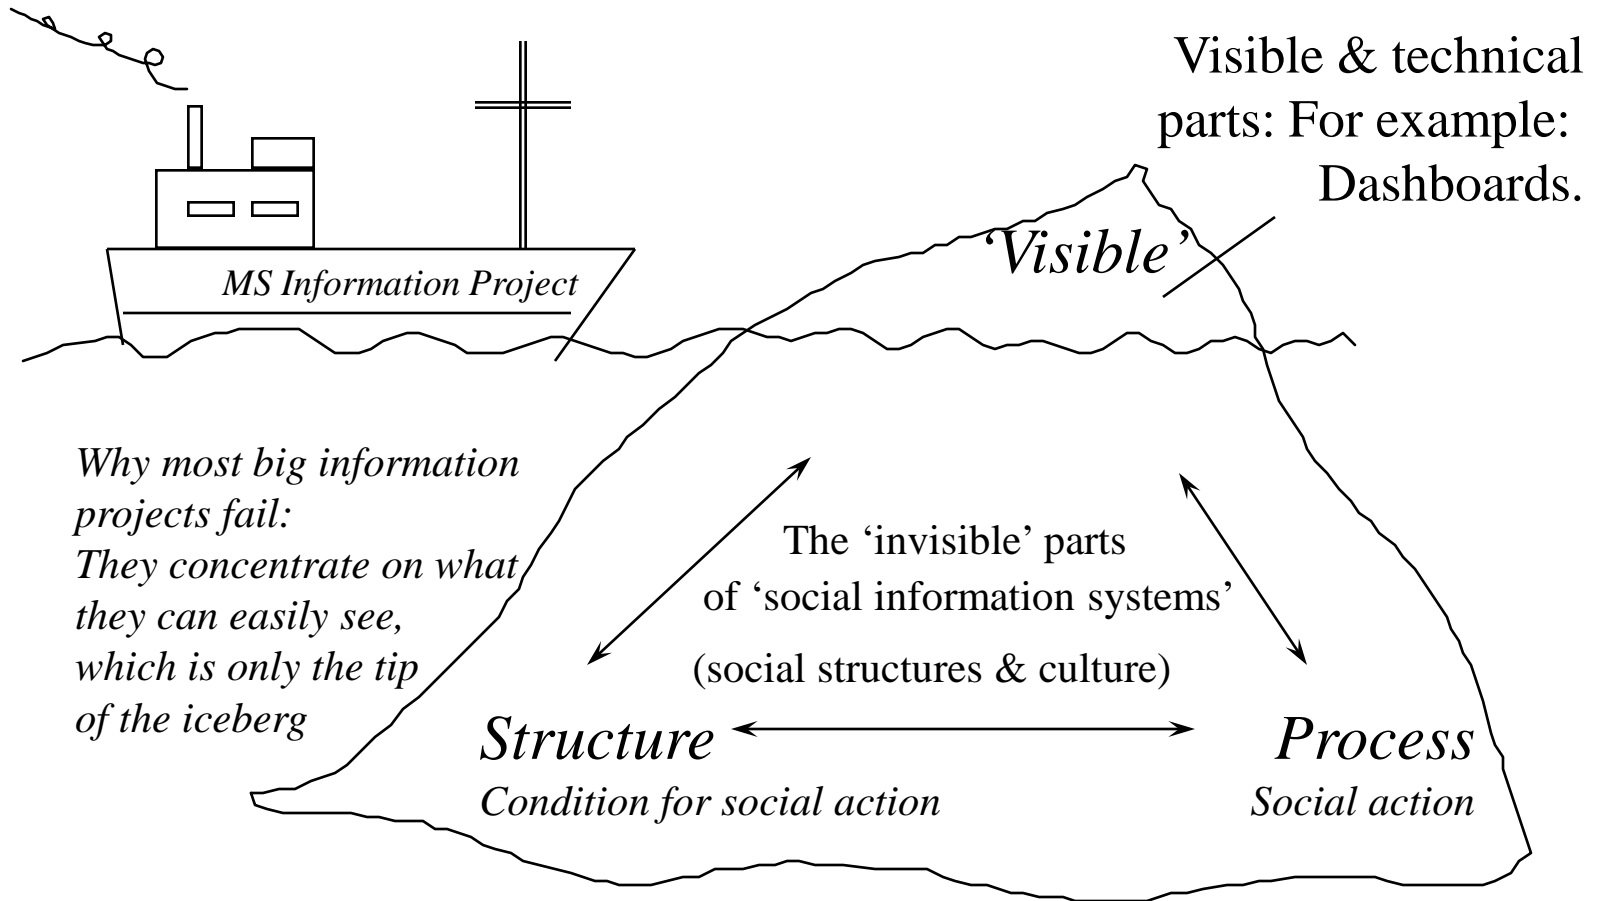 Visible & technical
parts: For example:
Dashboards.
‘Visible’
MS Information Project
Why most big information
projects fail:
They concentrate on what
they can easily see,
which is only the tip
of the iceberg
The ‘invisible’ parts
of ‘social information systems’
(social structures & culture)
Structure
Condition for social action
Process
Social action